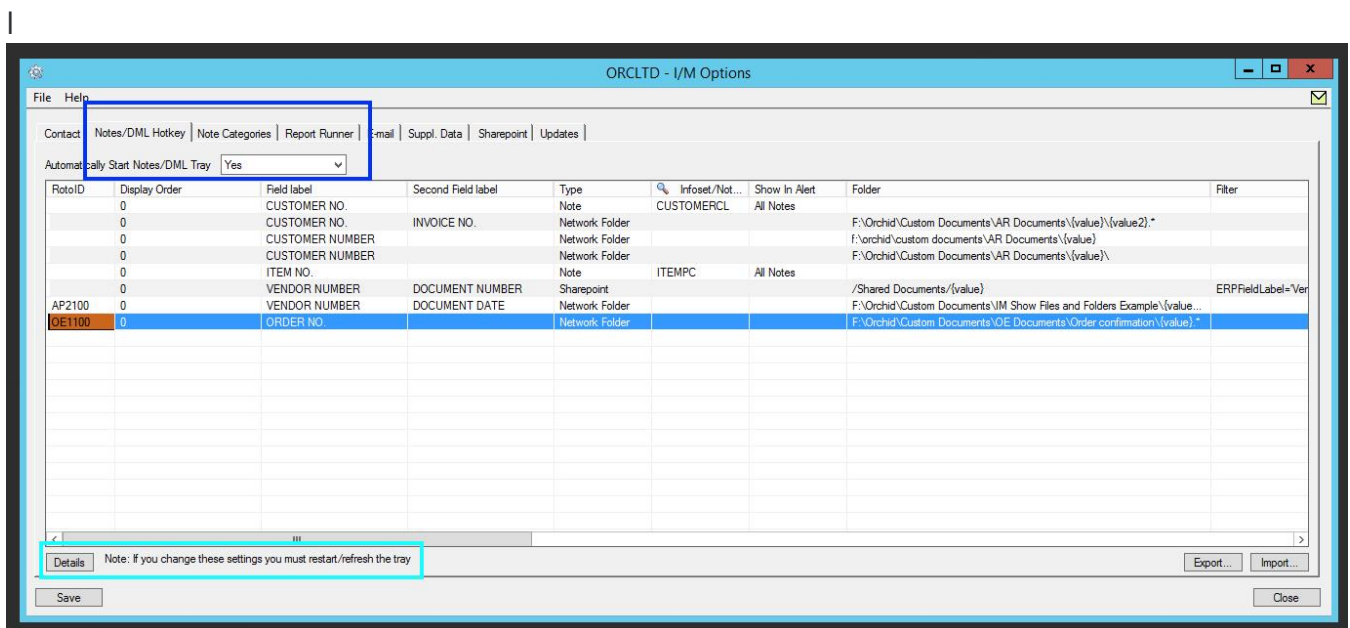 ORCLTD - I/M Options
File Help
Contact Notes/DML Hotkey Note Categories Report Runner E-mail Suppl. Data Sharepoint Updates
Automatically Start Notes/DML Tray Yes
RotoID Display Order Field label Second Field label Type Infoset/Not... Show In Alert Folder Filter
0 CUSTOMER NO. Note CUSTOMERCL All Notes
0 CUSTOMER NO. INVOICE NO. Network Folder F:\Orchid\Custom Documents\AR Documents\{value}\{value2}.*
0 CUSTOMER NUMBER Network Folder f:\orchid\custom documents\AR Documents\{value}
0 CUSTOMER NUMBER Network Folder F:\Orchid\Custom Documents\AR Documents\{value}\
0 ITEM NO. Note ITEMPC All Notes
0 VENDOR NUMBER DOCUMENT NUMBER Sharepoint /Shared Documents/{value} ERPFieldLabel='Ver
AP2100 0 VENDOR NUMBER DOCUMENT DATE Network Folder F:\Orchid\Custom Documents\IM Show Files and Folders Example\{value...
OE1100 0 ORDER NO. Network Folder F:\Orchid\Custom Documents\OE Documents\Order confirmation\{value}.*
Details Note: If you change these settings you must restart/refresh the tray Export... Import...
Save Close